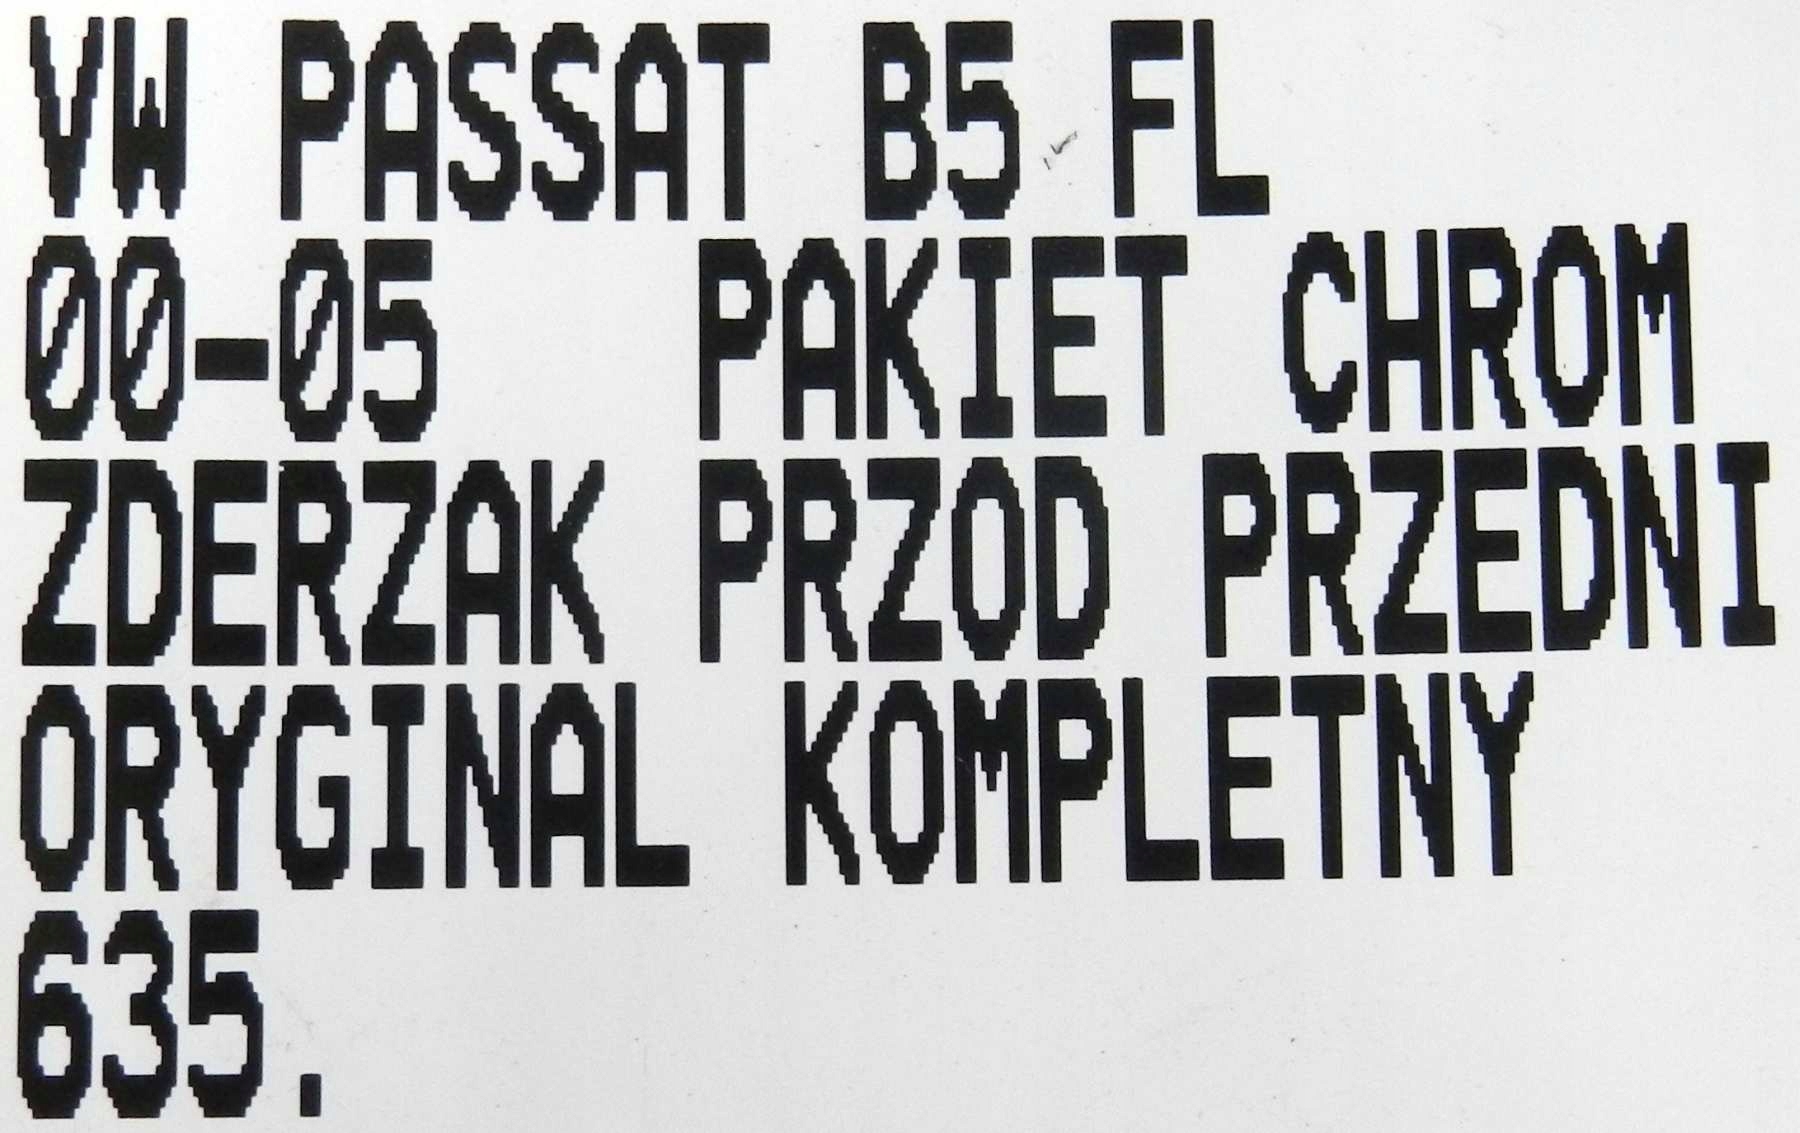 VW PASSAT B5 FL
00-05 PAKIET CHROM
ZDERZAK PRZOD PRZEDNI
ORYGINAL KOMPLETNY
635.